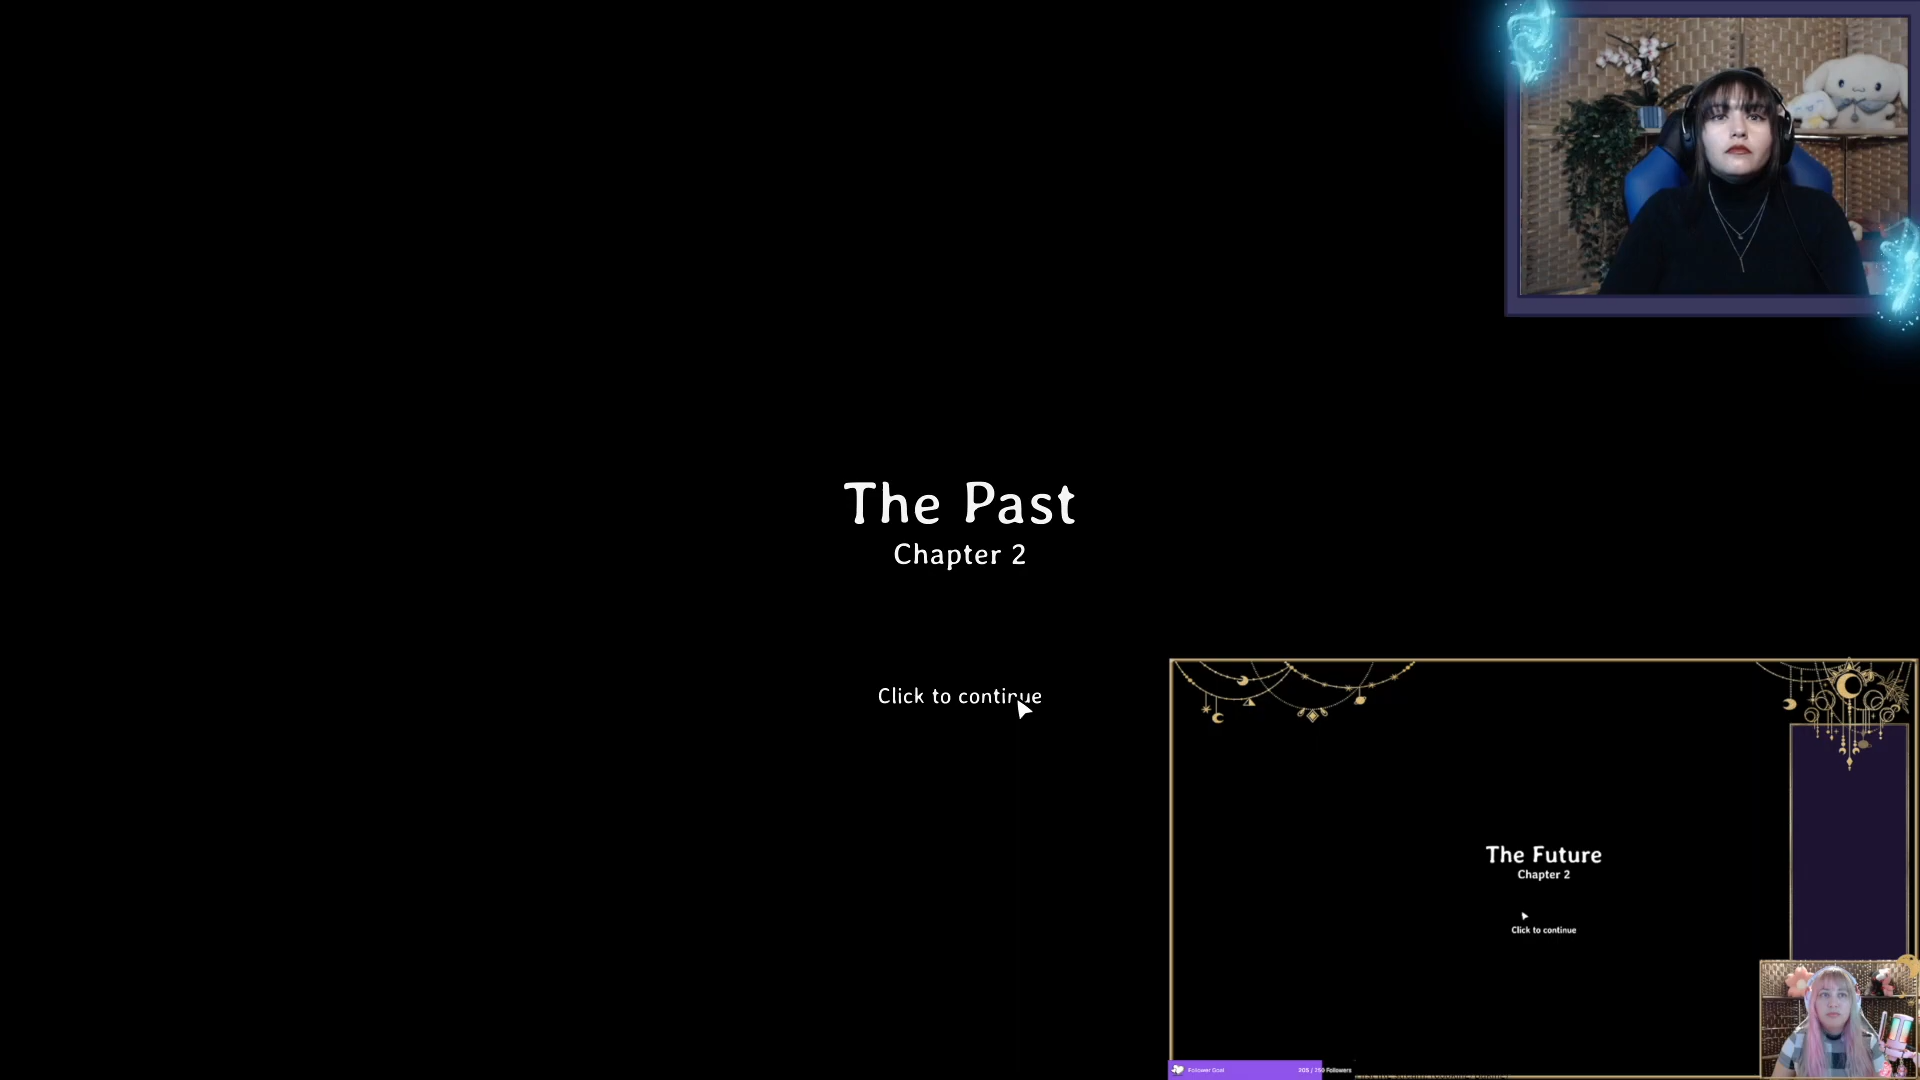 The Past
Chapter 2
Click to continue
The Future
Chapter 2
Click to continue
Follower Goal